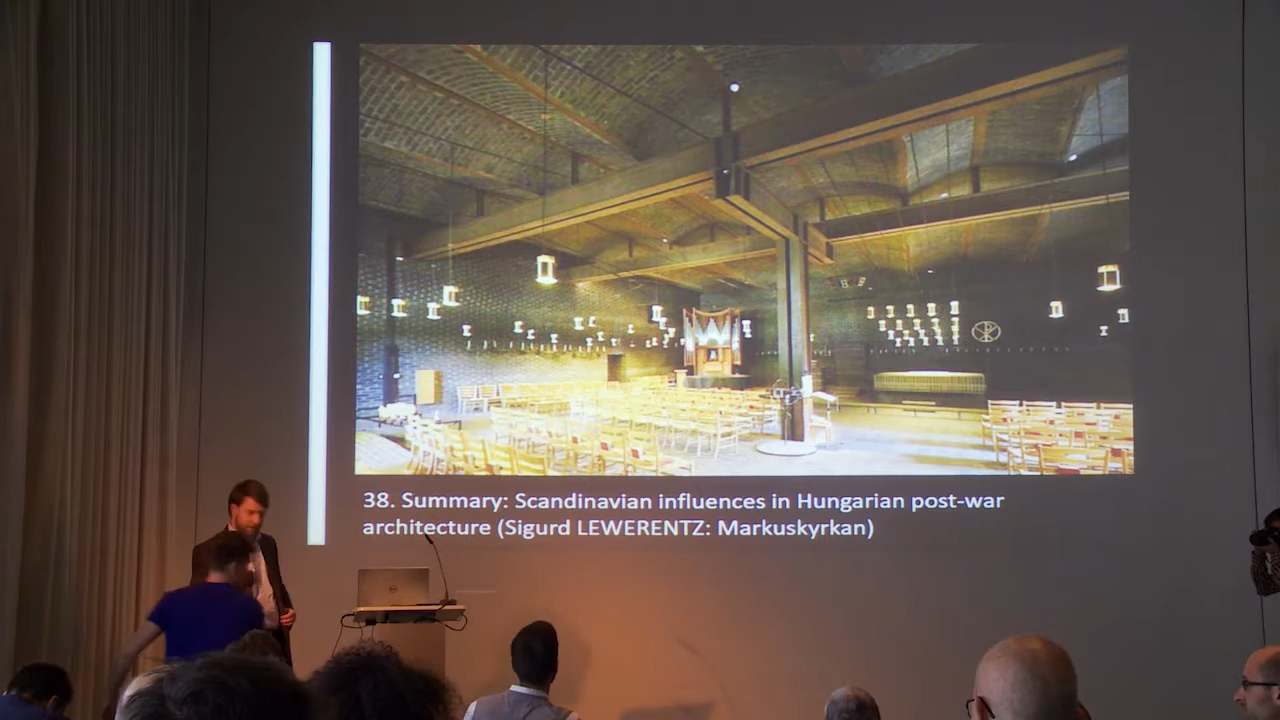 38. Summary: Scandinavian influences in Hungarian post-war
architecture (Sigurd LEWERENTZ: Markuskyrkan)